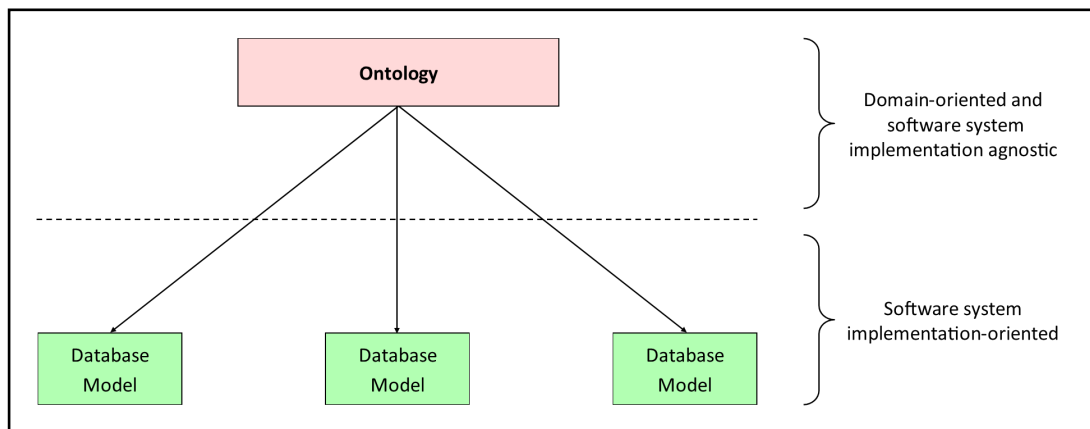 Ontology
Domain-oriented and
software system
implementation agnostic
Software system
implementation-oriented
Database
Model
Database
Model
Database
Model